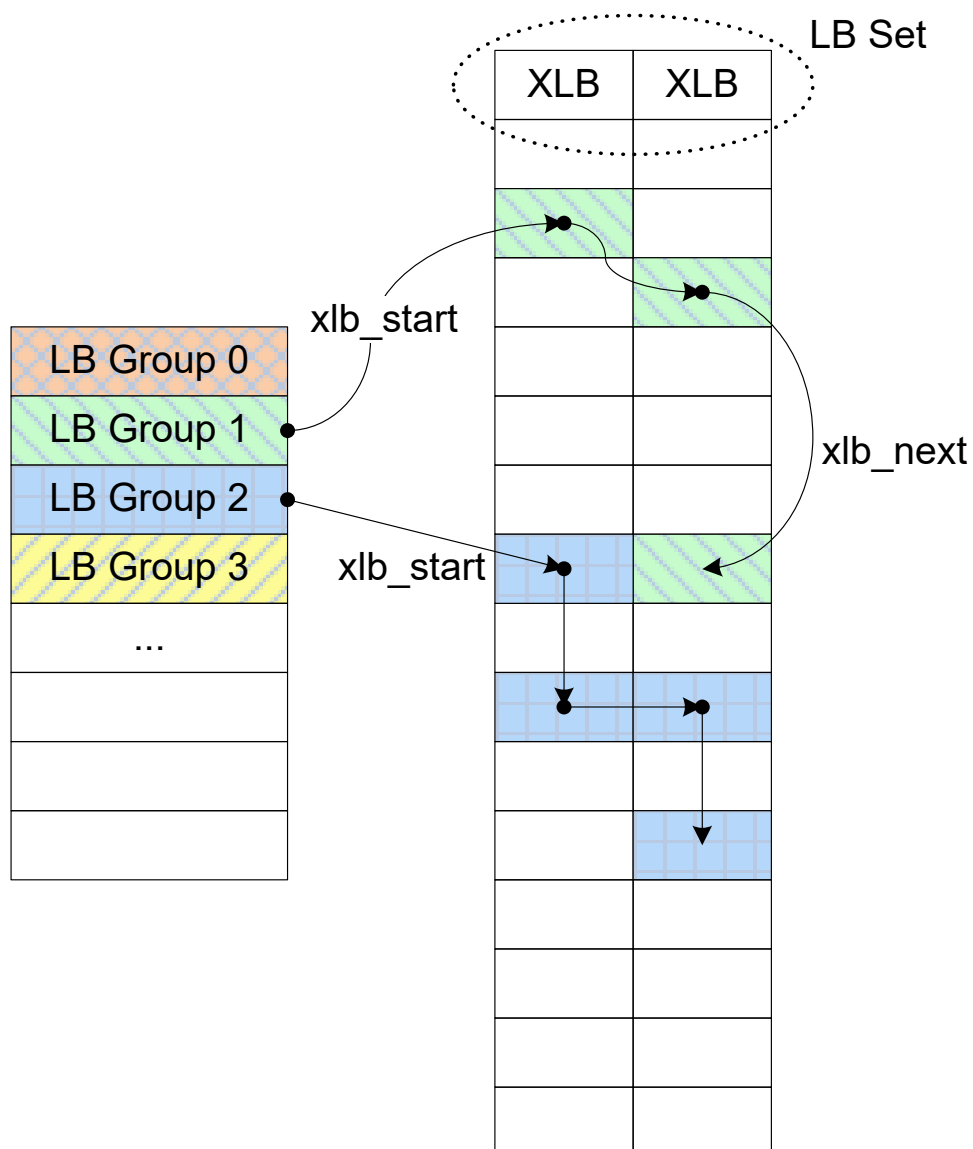 LB Set
XLB XLB
xlb_start
LB Group 0
LB Group 1
xlb_next
LB Group 2
xlb_start
LB Group 3
...